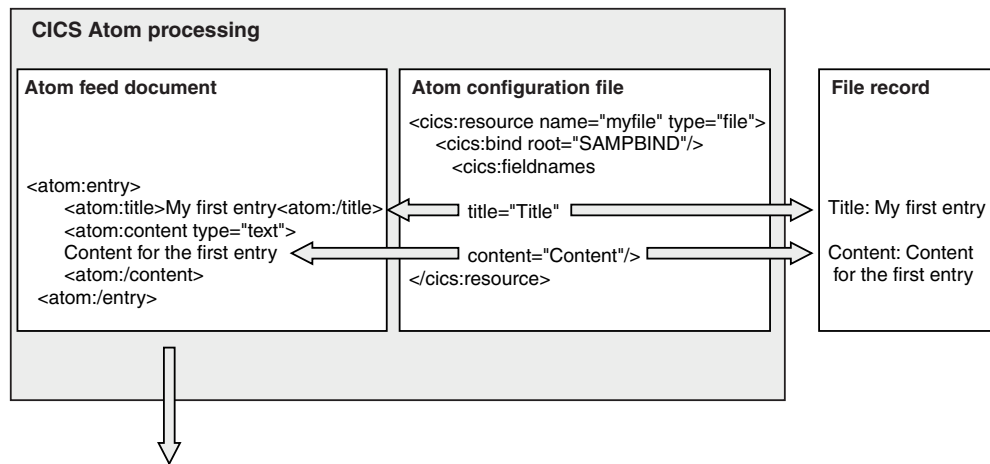 CICS Atom processing
Atom feed document
<atom:entry>
<atom:title>My first entry<atom:/title>
<atom:content type="text">
Content for the first entry
<atom:/content>
<atom:/entry>
Atom configuration file
<cics:resource name="myfile" type="file">
<cics:bind root="SAMPBIND"/>
<cics:fieldnames
title="Title"
content="Content"/>
</cics:resource>
File record
Title: My first entry
Content: Content
for the first entry